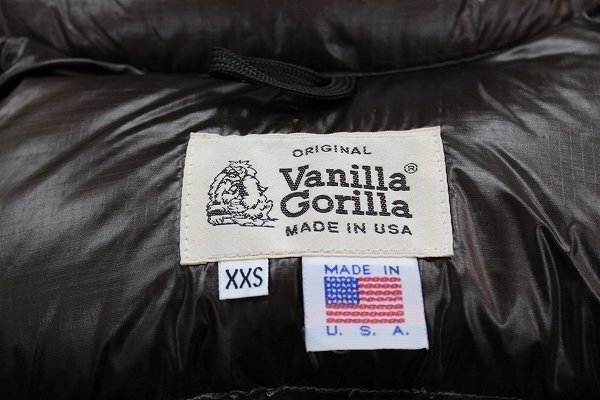 ORIGINAL
Vanilla®
Gorilla
MADE IN USA
XXS
MADE IN
U. S. A.